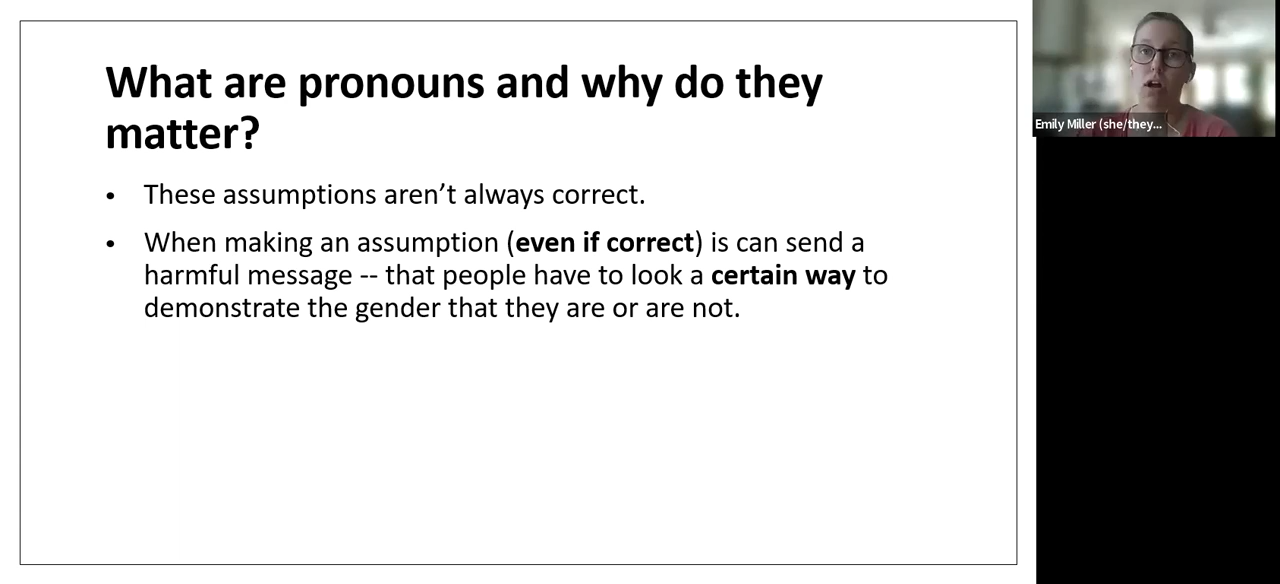 What are pronouns and why do they
matter?
• These assumptions aren’t always correct.
• When making an assumption (even if correct) is can send a
harmful message -- that people have to look a certain way to
demonstrate the gender that they are or are not.
Emily Miller (she/they...